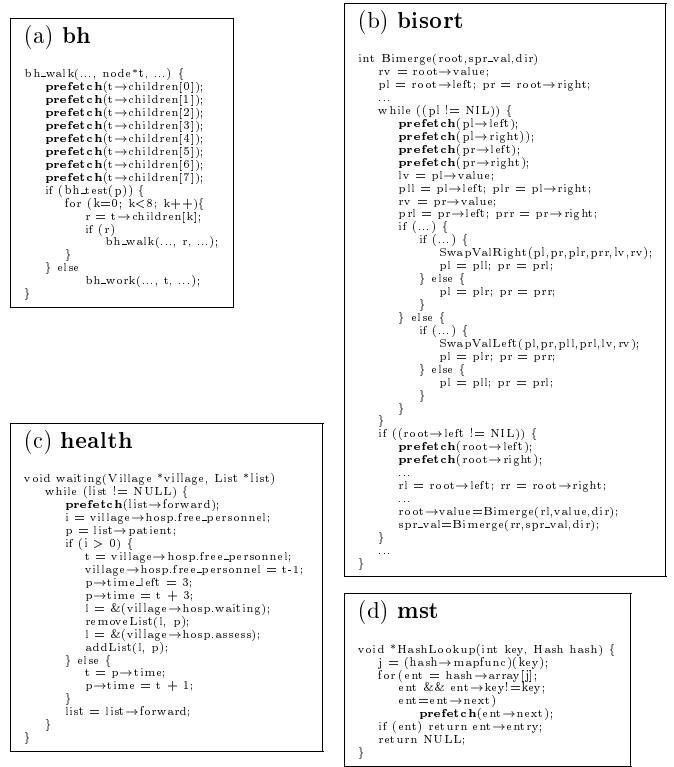 (a) bh
bh_walk(..., node*t, ...) {
prefetch(t→children[0]);
prefetch(t→children[1]);
prefetch(t→children[2]);
prefetch(t→children[3]);
prefetch(t→children[4]);
prefetch(t→children[5]);
prefetch(t→children[6]);
prefetch(t→children[7]);
if (bh_test(p)) {
for (k=0; k<8; k++){
r = t→children[k];
if (r)
bh_walk(..., r, ...);
}
} else
bh_work(..., t, ...);
}
(b) bisort
int Bimerge(root,spr_val,dir)
rv = root→value;
pl = root→left; pr = root→right;
...
while ((pl != NIL)) {
prefetch(pl→left);
prefetch(pl→right));
prefetch(pr→left);
prefetch(pr→right);
lv = pl→value;
pll = pl→left; plr = pl→right;
rv = pr→value;
prl = pr→left; prr = pr→right;
if (...) {
if (...) {
SwapValRight(pl,pr,plr,prr,lv,rv);
pl = pll; pr = prl;
} else {
pl = plr; pr = prr;
}
} else {
if (...) {
SwapValLeft(pl,pr,pll,prl,lv,rv);
pl = plr; pr = prr;
} else {
pl = pll; pr = prl;
}
}
}
if ((root→left != NIL)) {
prefetch(root→left);
prefetch(root→right);
...
rl = root→left; rr = root→right;
...
root→value=Bimerge(rl,value,dir);
spr_val=Bimerge(rr,spr_val,dir);
}
...
}
(c) health
void waiting(Village *village, List *list)
while (list != NULL) {
prefetch(list→forward);
i = village→hosp.free_personnel;
p = list→patient;
if (i > 0) {
t = village→hosp.free_personnel;
village→hosp.free_personnel = t-1;
p→time_left = 3;
p→time = t + 3;
l = &(village→hosp.waiting);
removeList(l, p);
l = &(village→hosp.assess);
addList(l, p);
} else {
t = p→time;
p→time = t + 1;
}
list = list→forward;
}
}
(d) mst
void *HashLookup(int key, Hash hash) {
j = (hash→mapfunc)(key);
for(ent = hash→array[j];
ent && ent→key!=key;
ent=ent→next)
prefetch(ent→next);
if (ent) return ent→entry;
return NULL;
}